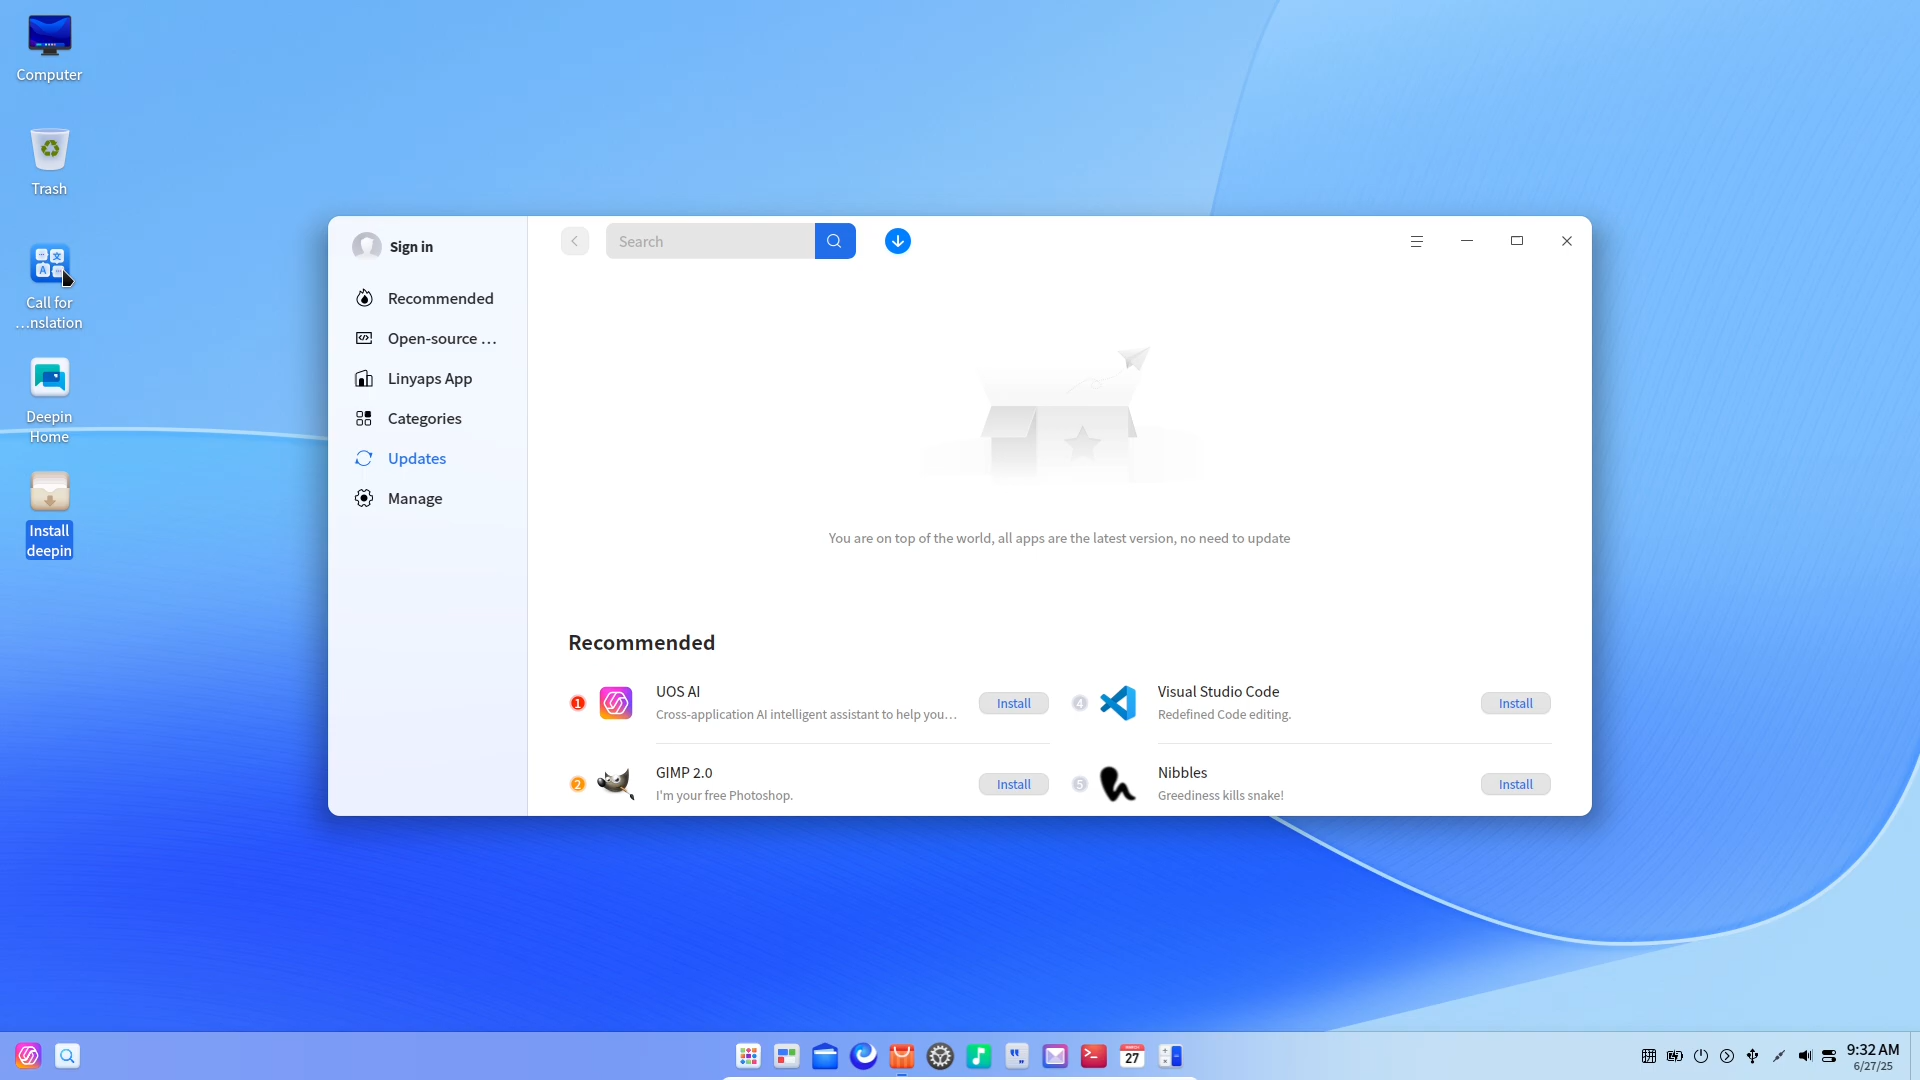 Computer
Trash
Call for
...nslation
Deepin
Home
Install
deepin
Sign in
Search
Recommended
Open-source ...
Linyaps App
Categories
Updates
Manage
You are on top of the world, all apps are the latest version, no need to update
Recommended
1
UOS AI
Cross-application AI intelligent assistant to help you...
Install
4
Visual Studio Code
Redefined Code editing.
Install
2
GIMP 2.0
I'm your free Photoshop.
Install
5
Nibbles
Greediness kills snake!
Install
27
9:32 AM
6/27/25